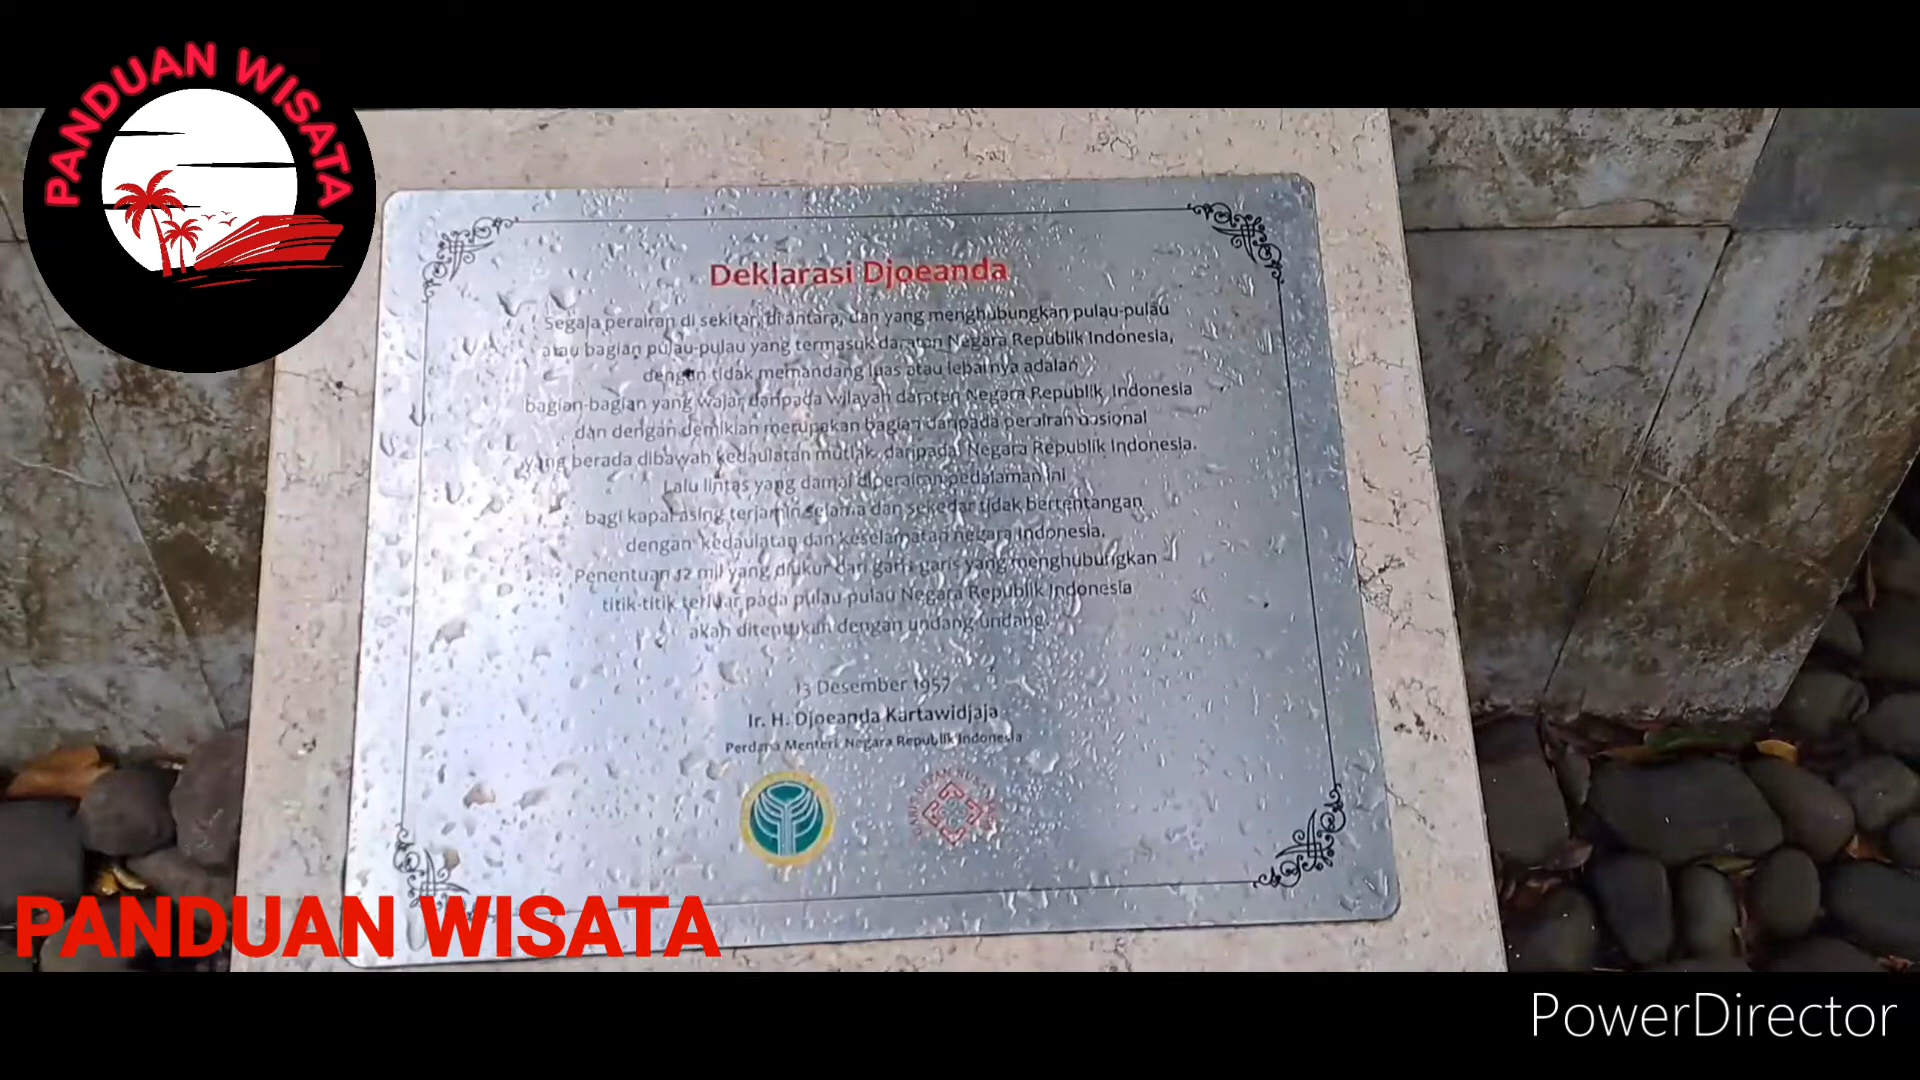 PANDUAN WISATA
Deklarasi Djoeanda
Segala perairan di sekitar, di antara, dan yang menghubungkan pulau-pulau
atau bagian pulau-pulau yang termasuk daratan Negara Republik Indonesia,
dengan tidak memandang luas atau lebarnya adalah
bagian-bagian yang wajar daripada wilayah daratan Negara Republik Indonesia
dan dengan demikian merupakan bagian daripada perairan nasional
yang berada dibawah kedaulatan mutlak daripada Negara Republik Indonesia.
Lalu lintas yang damai diperairan pedalaman ini
bagi kapal asing terjamin selama dan sekedar tidak bertentangan
dengan kedaulatan dan keselamatan negara Indonesia.
Penentuan 12 mil yang diukur dari garis-garis yang menghubungkan
titik-titik terluar pada pulau-pulau Negara Republik Indonesia
akan ditentukan dengan undang-undang.
13 Desember 1957
Ir. H. Djoeanda Kartawidjaja
Perdana Menteri Negara Republik Indonesia
PANDUAN WISATA
PowerDirector